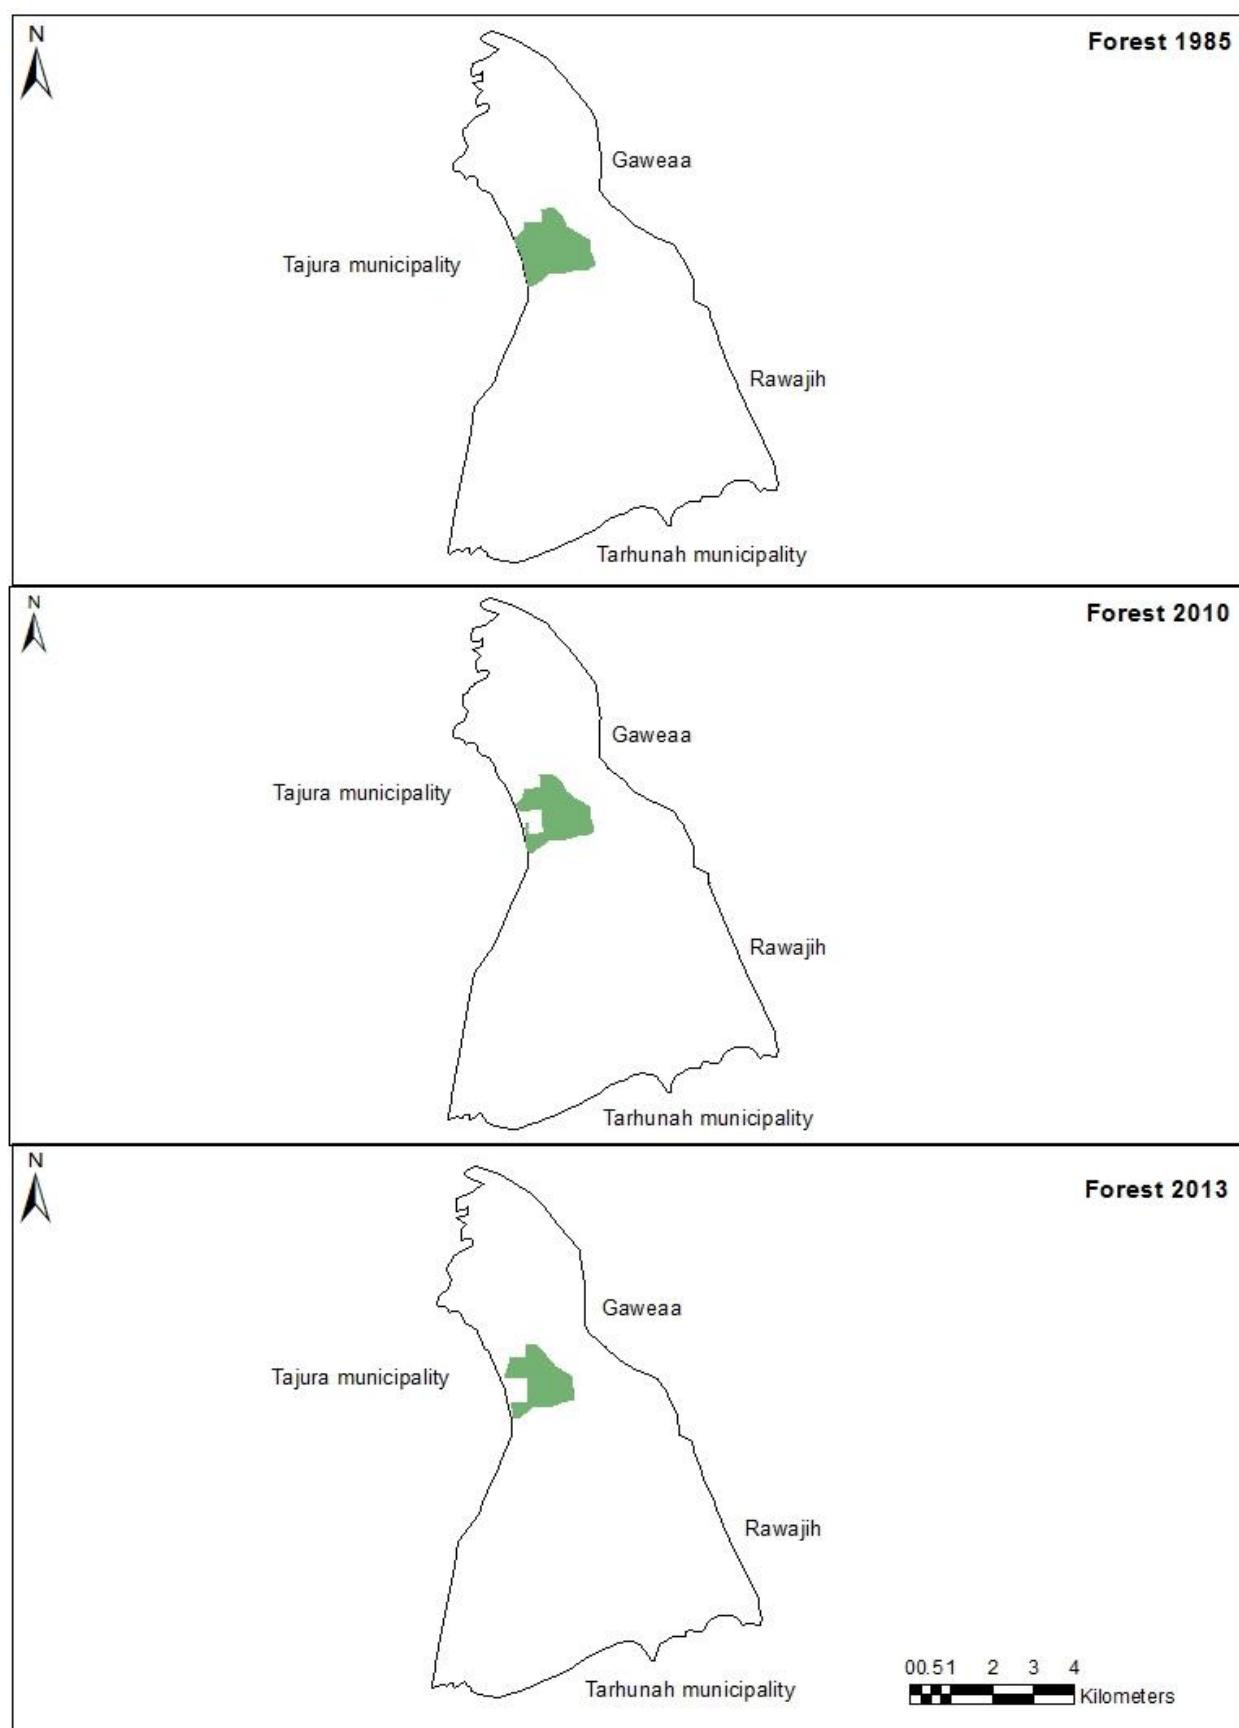 N
Forest 1985
Gaweaa
Tajura municipality
Rawajih
Tarhunah municipality
N
Forest 2010
Gaweaa
Tajura municipality
Rawajih
Tarhunah municipality
N
Forest 2013
Gaweaa
Tajura municipality
Rawajih
00.51 2 3 4
Kilometers
Tarhunah municipality